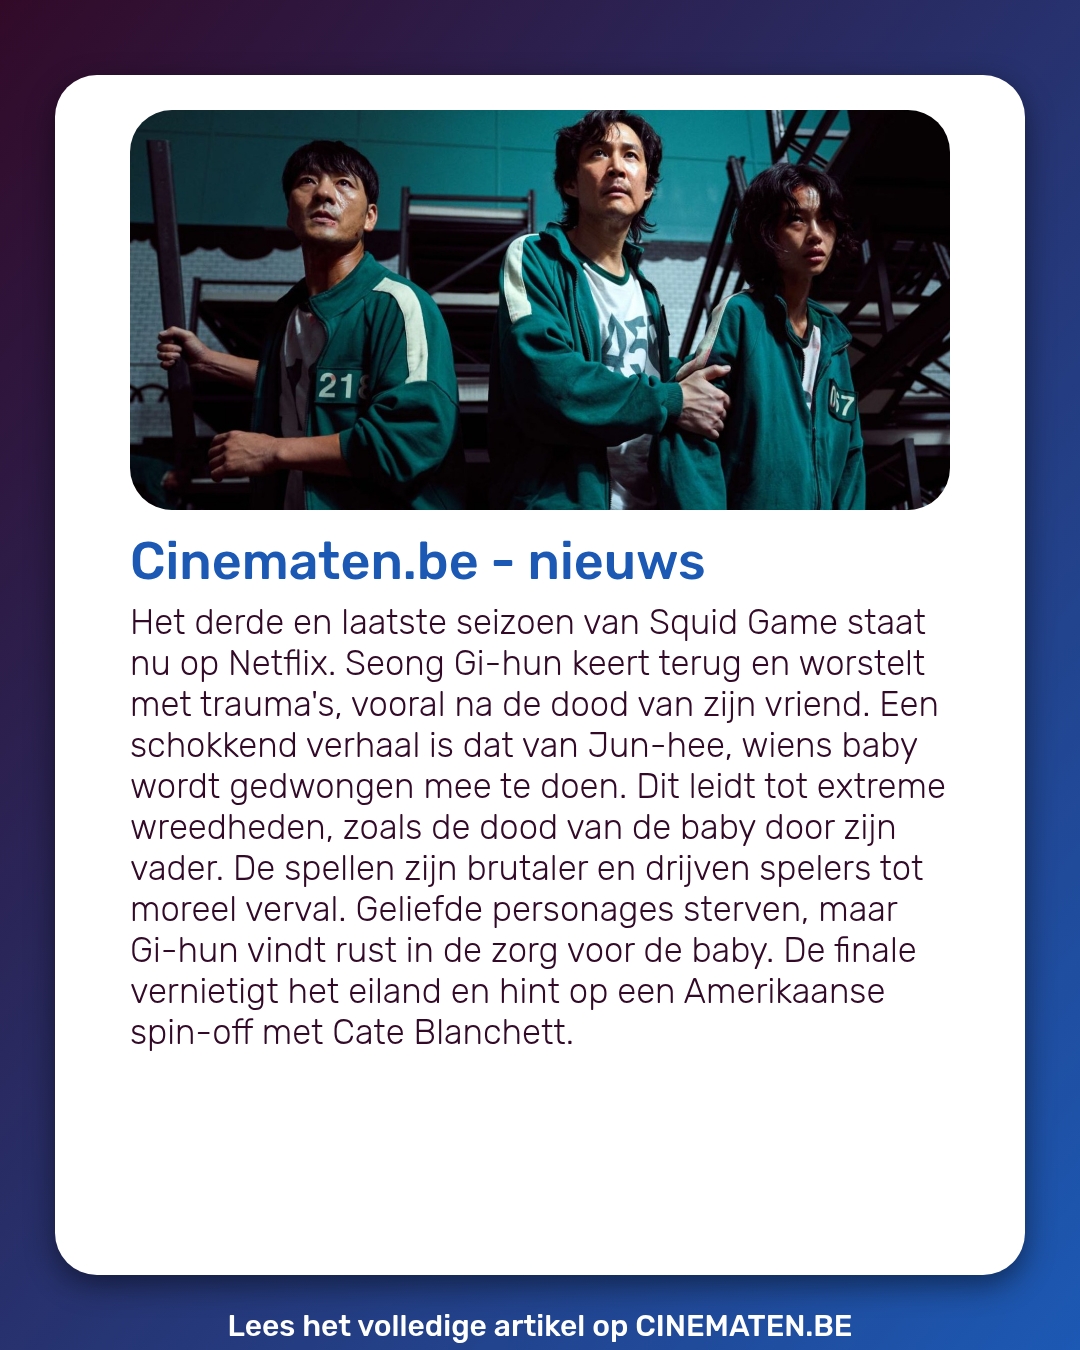 218
456
067
Cinematen.be - nieuws
Het derde en laatste seizoen van Squid Game staat
nu op Netflix. Seong Gi-hun keert terug en worstelt
met trauma's, vooral na de dood van zijn vriend. Een
schokkend verhaal is dat van Jun-hee, wiens baby
wordt gedwongen mee te doen. Dit leidt tot extreme
wreedheden, zoals de dood van de baby door zijn
vader. De spellen zijn brutaler en drijven spelers tot
moreel verval. Geliefde personages sterven, maar
Gi-hun vindt rust in de zorg voor de baby. De finale
vernietigt het eiland en hint op een Amerikaanse
spin-off met Cate Blanchett.
Lees het volledige artikel op CINEMATEN.BE